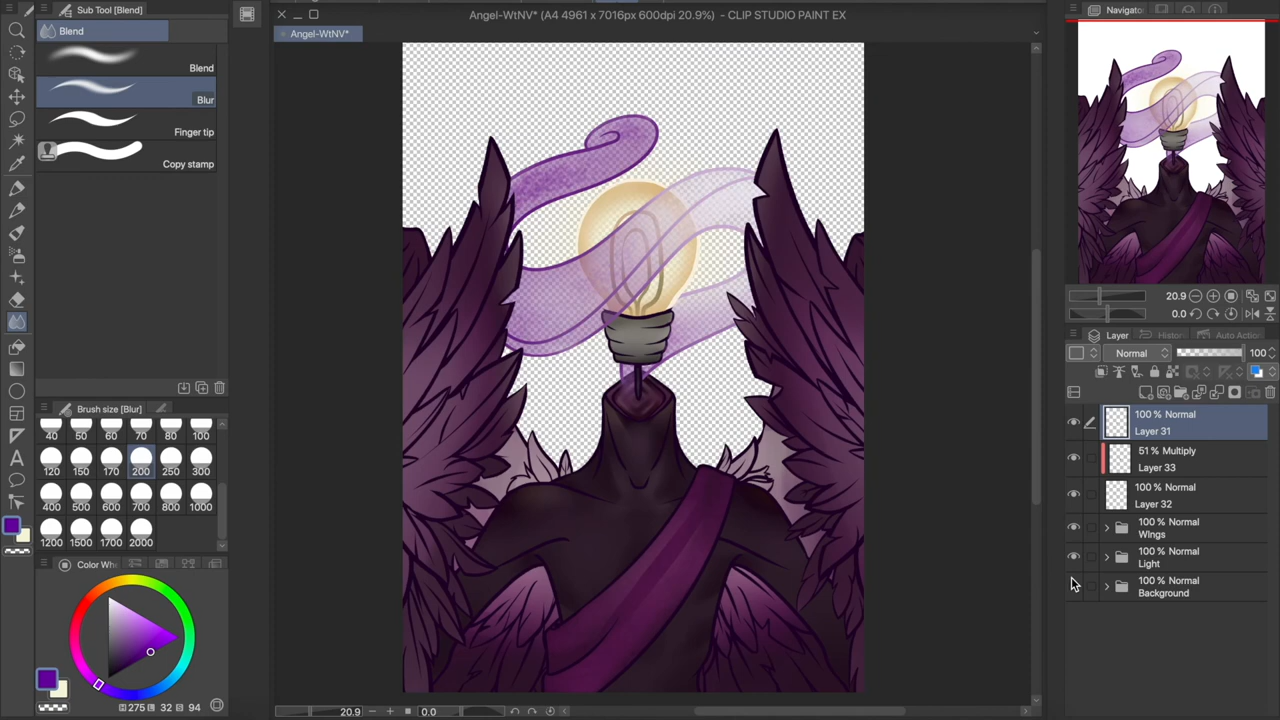 Sub Tool [Blend]
Blend
Blend
Blur
Finger tip
Copy stamp
Brush size [Blur]
40 50 60 70 80 100
120 150 170 200 250 300
400 500 600 700 800 1000
1200 1500 1700 2000
Color Whe
H 275 L 32 S 94
Angel-WtNV* (A4 4961 x 7016px 600dpi 20.9%) - CLIP STUDIO PAINT EX
Angel-WtNV*
20.9
0.0
Navigator
20.9
0.0
Layer Histor Auto Action
Normal 100
100 % Normal
Layer 31
51 % Multiply
Layer 33
100 % Normal
Layer 32
100 % Normal
Wings
100 % Normal
Light
100 % Normal
Background